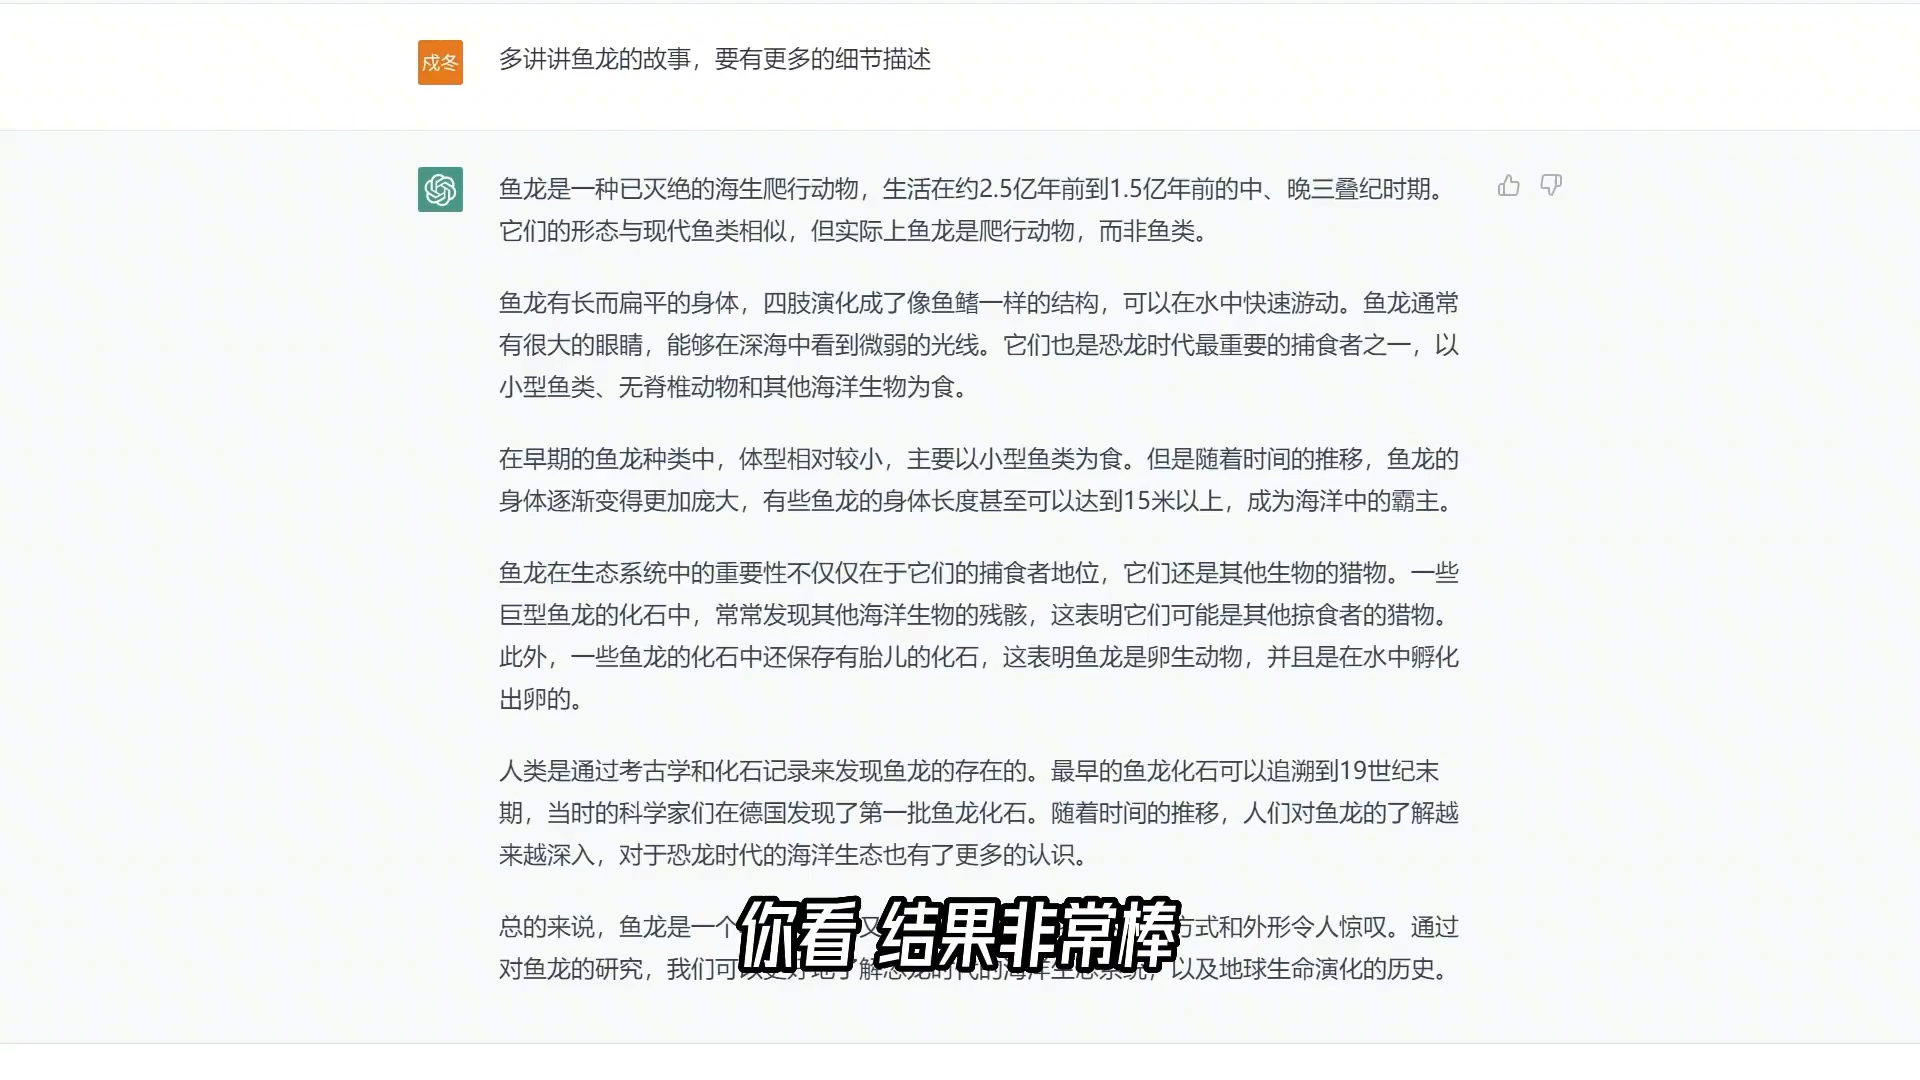 戍冬
多讲讲鱼龙的故事，要有更多的细节描述
鱼龙是一种已灭绝的海生爬行动物，生活在约2.5亿年前到1.5亿年前的中、晚三叠纪时期。
它们的形态与现代鱼类相似，但实际上鱼龙是爬行动物，而非鱼类。
鱼龙有长而扁平的身体，四肢演化成了像鱼鳍一样的结构，可以在水中快速游动。鱼龙通常
有很大的眼睛，能够在深海中看到微弱的光线。它们也是恐龙时代最重要的捕食者之一，以
小型鱼类、无脊椎动物和其他海洋生物为食。
在早期的鱼龙种类中，体型相对较小，主要以小型鱼类为食。但是随着时间的推移，鱼龙的
身体逐渐变得更加庞大，有些鱼龙的身体长度甚至可以达到15米以上，成为海洋中的霸主。
鱼龙在生态系统中的重要性不仅仅在于它们的捕食者地位，它们还是其他生物的猎物。一些
巨型鱼龙的化石中，常常发现其他海洋生物的残骸，这表明它们可能是其他掠食者的猎物。
此外，一些鱼龙的化石中还保存有胎儿的化石，这表明鱼龙是卵生动物，并且是在水中孵化
出卵的。
人类是通过考古学和化石记录来发现鱼龙的存在的。最早的鱼龙化石可以追溯到19世纪末
期，当时的科学家们在德国发现了第一批鱼龙化石。随着时间的推移，人们对鱼龙的了解越
来越深入，对于恐龙时代的海洋生态也有了更多的认识。
总的来说，鱼龙是一个又方式和外形令人惊叹。通过
你看 结果非常棒
对鱼龙的研究，我们可以更好地了解恐龙时代的海洋生态系统，以及地球生命演化的历史。